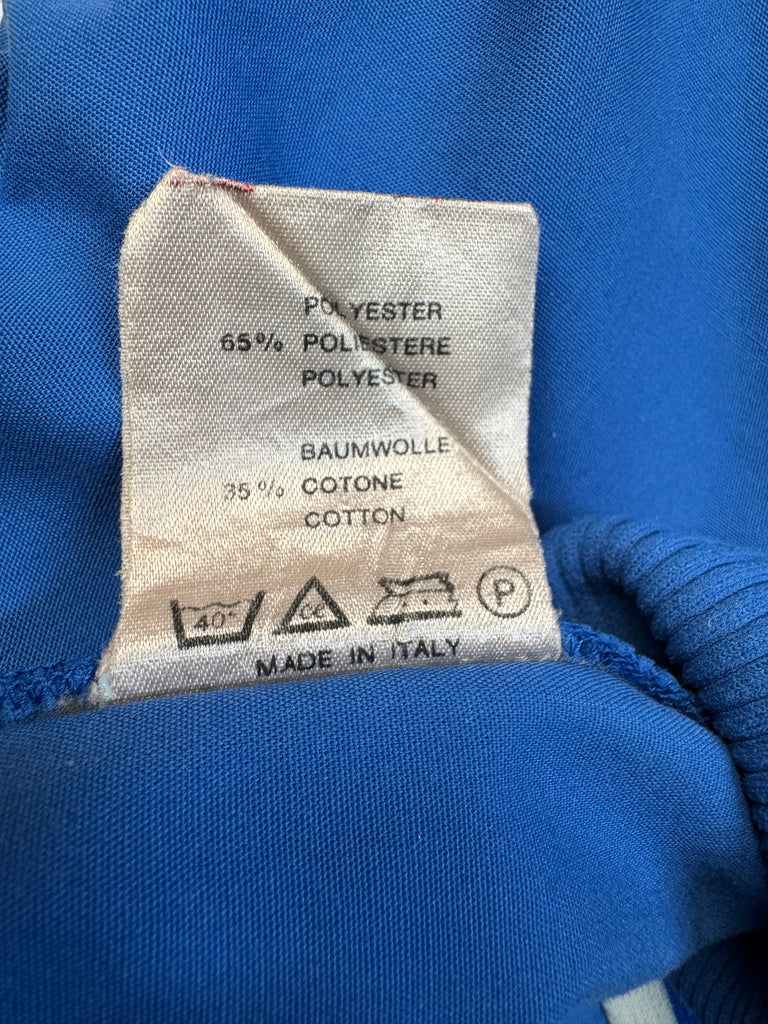 POLYESTER
65% POLIESTERE
POLYESTER
BAUMWOLLE
35% COTONE
COTTON
40° P
MADE IN ITALY